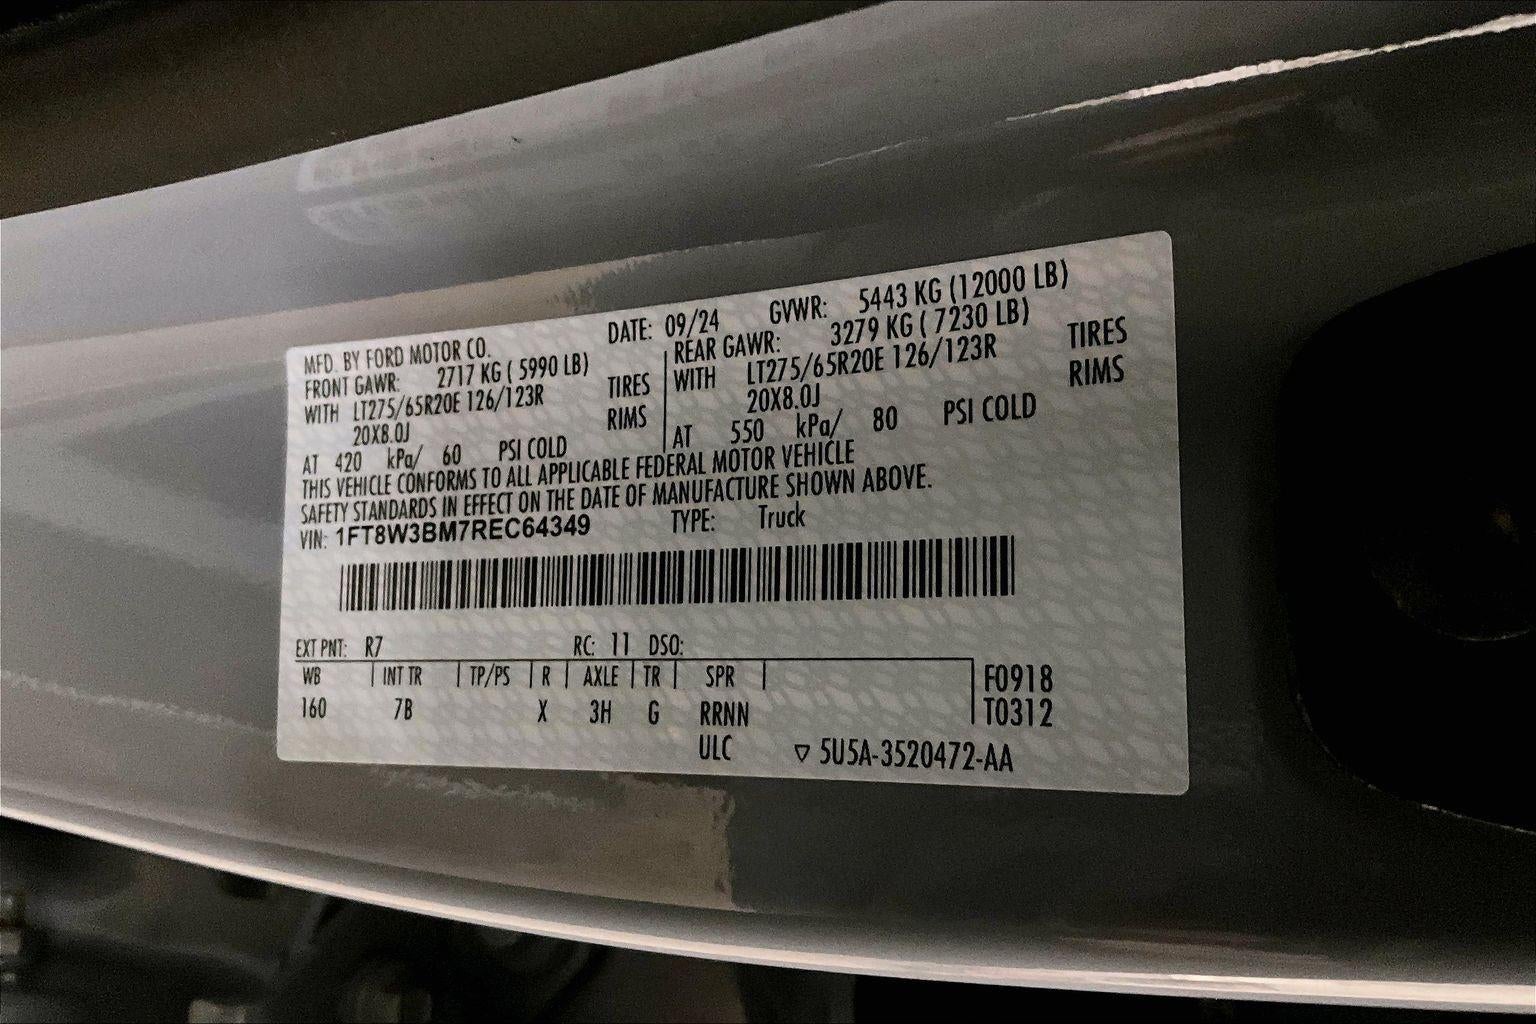 MFD. BY FORD MOTOR CO. DATE: 09/24 GVWR: 5443 KG (12000 LB)
FRONT GAWR: 2717 KG ( 5990 LB) REAR GAWR: 3279 KG ( 7230 LB)
WITH LT275/65R20E 126/123R TIRES WITH LT275/65R20E 126/123R TIRES
20X8.0J RIMS 20X8.0J RIMS
AT 420 kPa/ 60 PSI COLD AT 550 kPa/ 80 PSI COLD
THIS VEHICLE CONFORMS TO ALL APPLICABLE FEDERAL MOTOR VEHICLE
SAFETY STANDARDS IN EFFECT ON THE DATE OF MANUFACTURE SHOWN ABOVE.
VIN: 1FT8W3BM7REC64349 TYPE: Truck
EXT PNT: R7 RC: 11 DSO:
WB INT TR TP/PS R AXLE TR SPR F0918
160 7B X 3H G RRNN T0312
ULC ▽ 5U5A-3520472-AA